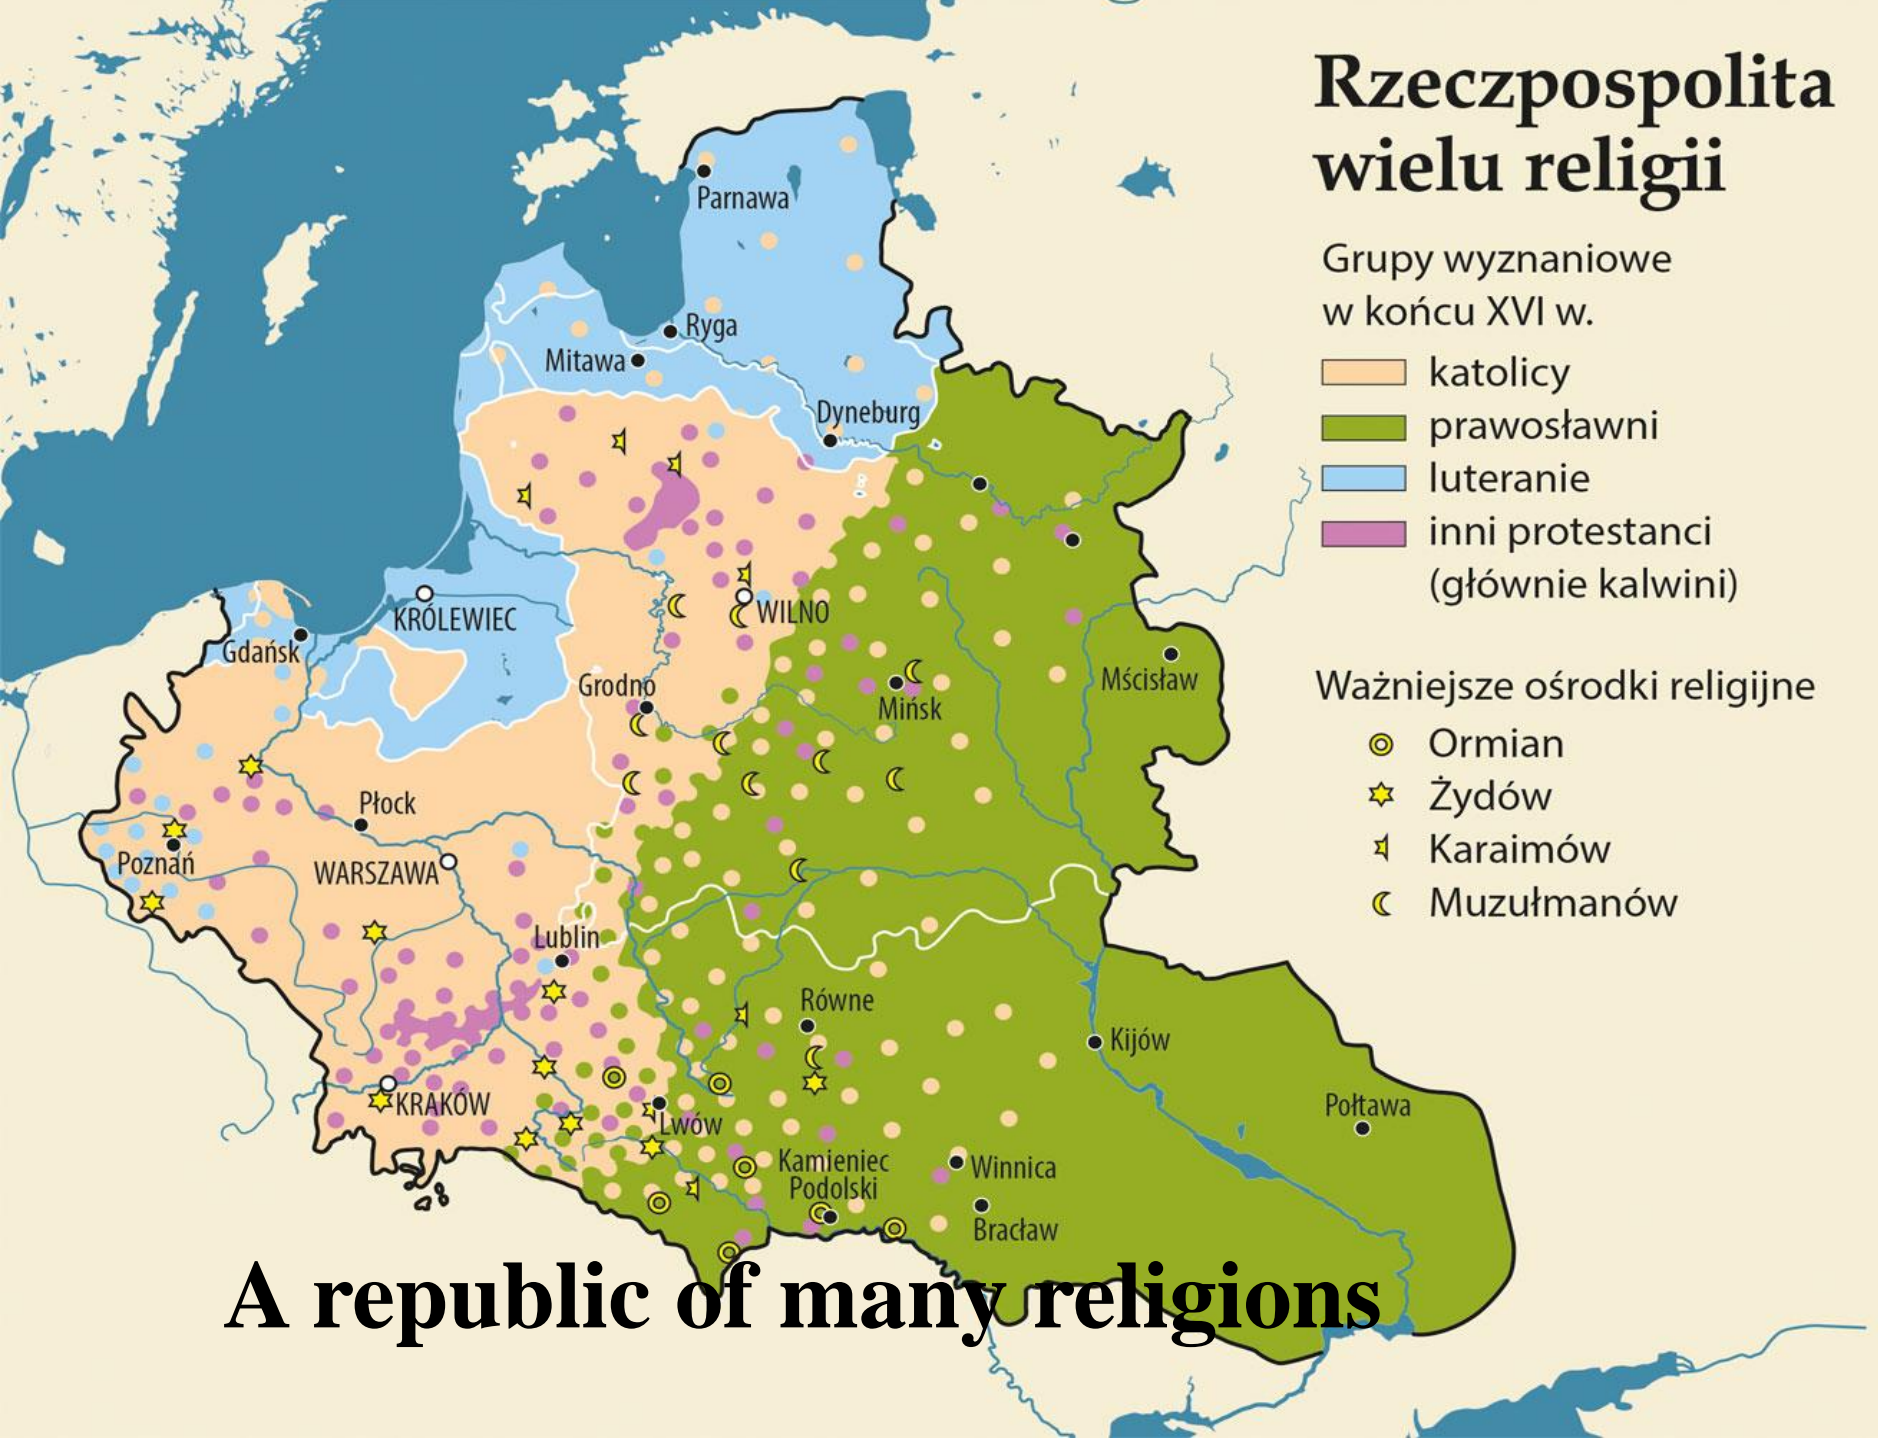 Rzeczpospolita
wielu religii
Grupy wyznaniowe
w końcu XVI w.
katolicy
prawosławni
luteranie
inni protestanci
(głównie kalwini)
Ważniejsze ośrodki religijne
Ormian
Żydów
Karaimów
Muzułmanów
Parnawa
Ryga
Mitawa
Dyneburg
KRÓLEWIEC
WILNO
Gdańsk
Grodno
Mińsk
Mścisław
Płock
Poznań
WARSZAWA
Lublin
Równe
Kijów
KRAKÓW
Lwów
Połtawa
Kamieniec
Podolski
Winnica
Bracław
A republic of many religions